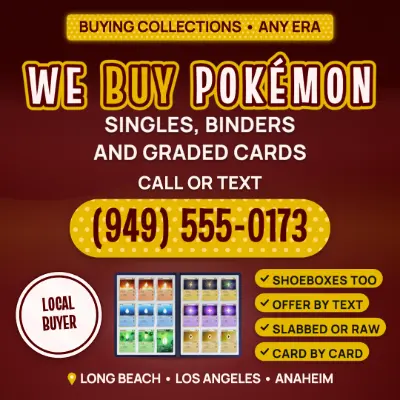 BUYING COLLECTIONS • ANY ERA
WE BUY POKÉMON
SINGLES, BINDERS
AND GRADED CARDS
CALL OR TEXT
(949) 555-0173
LOCAL
BUYER
SHOEBOXES TOO
OFFER BY TEXT
SLABBED OR RAW
CARD BY CARD
LONG BEACH • LOS ANGELES • ANAHEIM